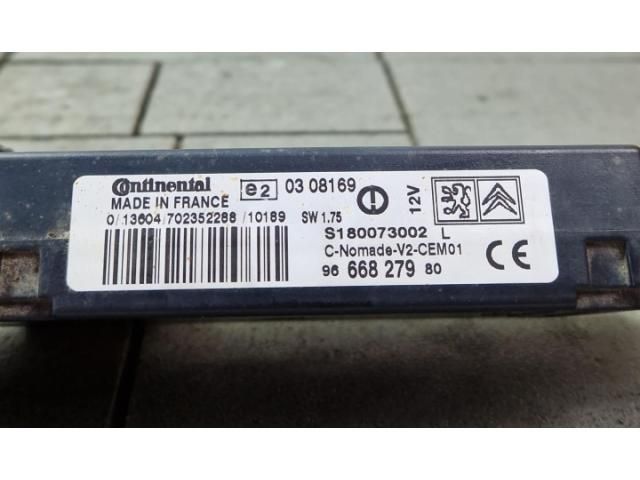 Continental
MADE IN FRANCE
e2 03 08169
12V
0/13604/702352288/10189 SW 1.75
S180073002 L
C-Nomade-V2-CEM01
96 668 279 80
CE